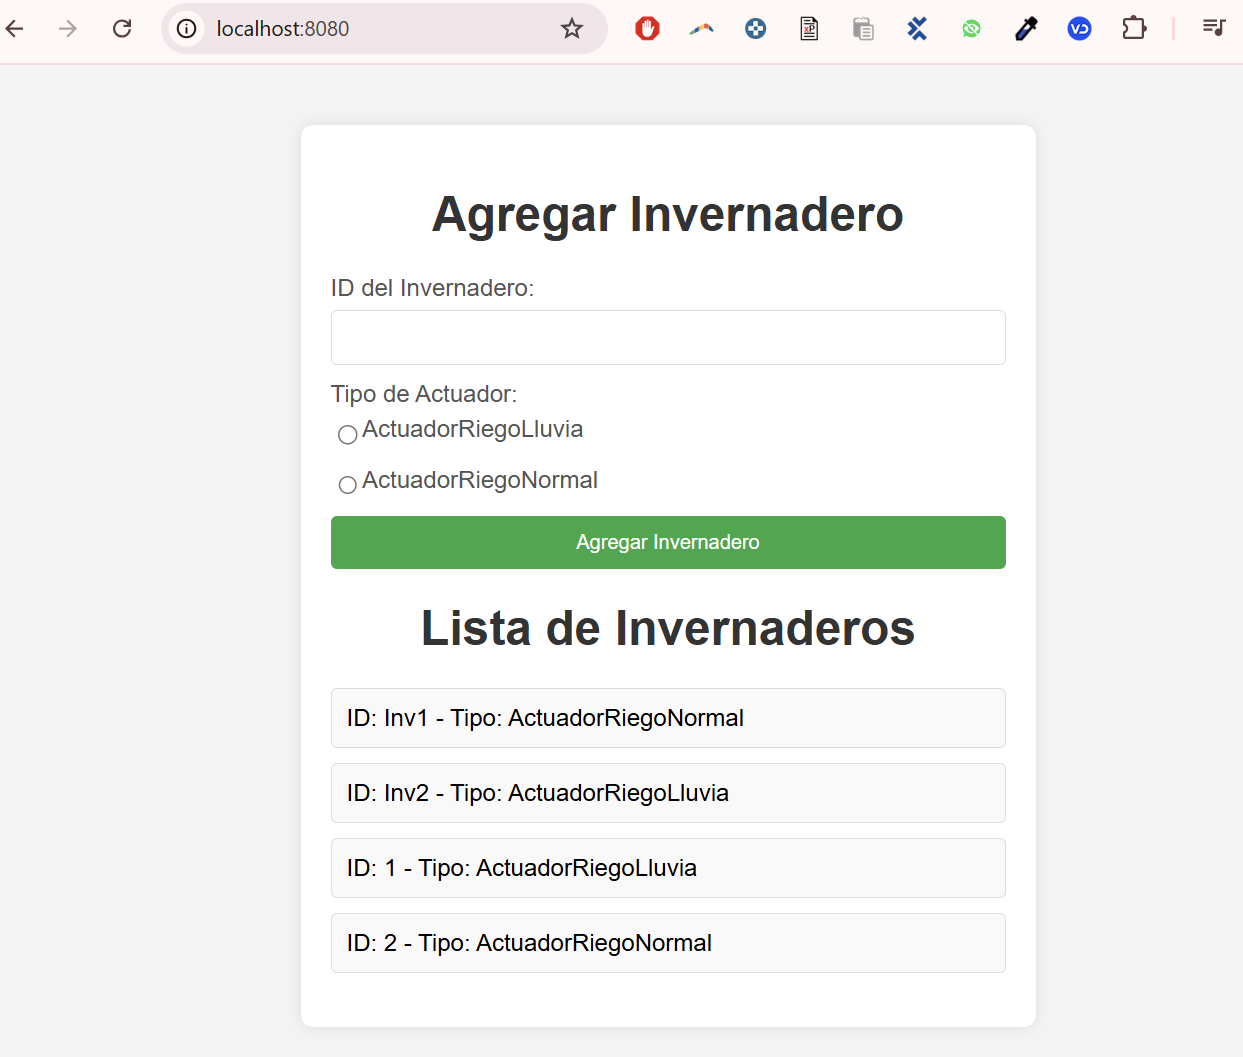 localhost:8080
Agregar Invernadero
ID del Invernadero:
Tipo de Actuador:
ActuadorRiegoLluvia
ActuadorRiegoNormal
Agregar Invernadero
Lista de Invernaderos
ID: Inv1 - Tipo: ActuadorRiegoNormal
ID: Inv2 - Tipo: ActuadorRiegoLluvia
ID: 1 - Tipo: ActuadorRiegoLluvia
ID: 2 - Tipo: ActuadorRiegoNormal